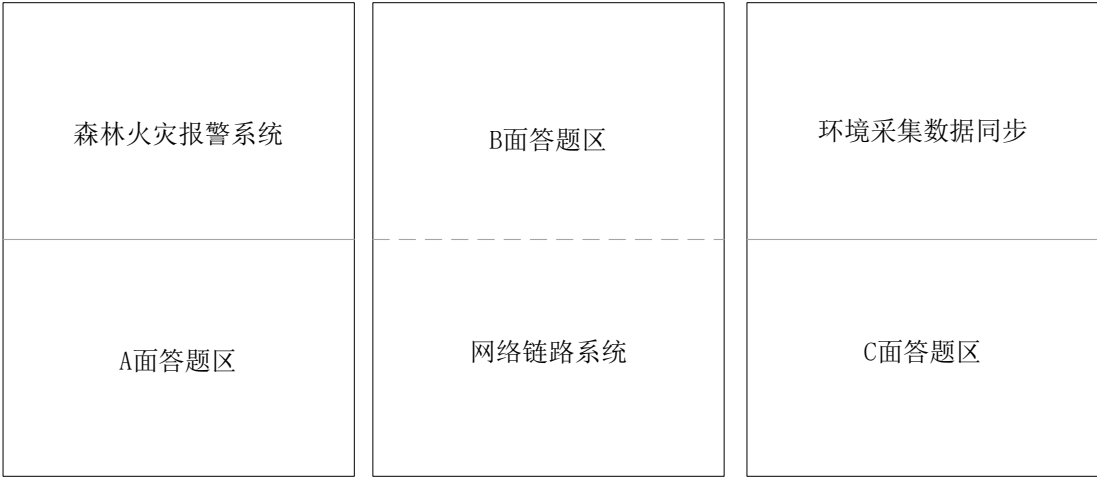 森林火灾报警系统
A面答题区
B面答题区
网络链路系统
环境采集数据同步
C面答题区